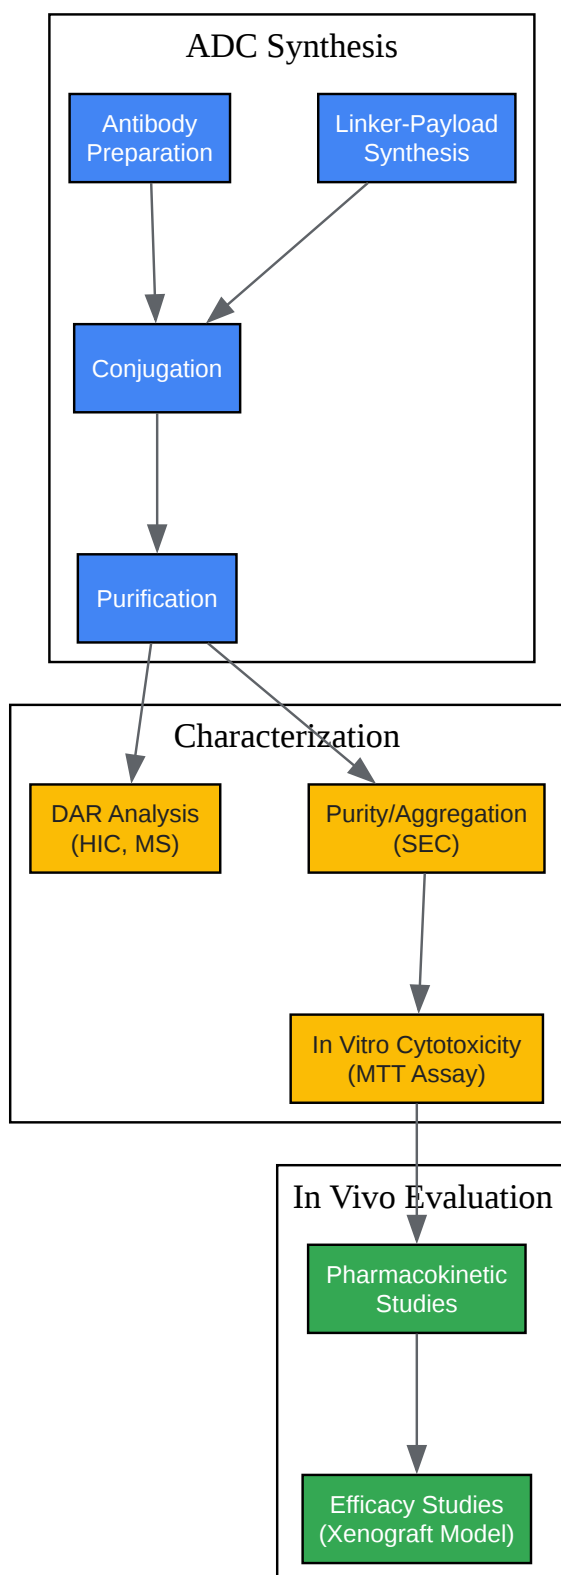 ADC Synthesis
Antibody
Preparation
Linker-Payload
Synthesis
Conjugation
Purification
Characterization
DAR Analysis
(HIC, MS)
Purity/Aggregation
(SEC)
In Vitro Cytotoxicity
(MTT Assay)
In Vivo Evaluation
Pharmacokinetic
Studies
Efficacy Studies
(Xenograft Model)